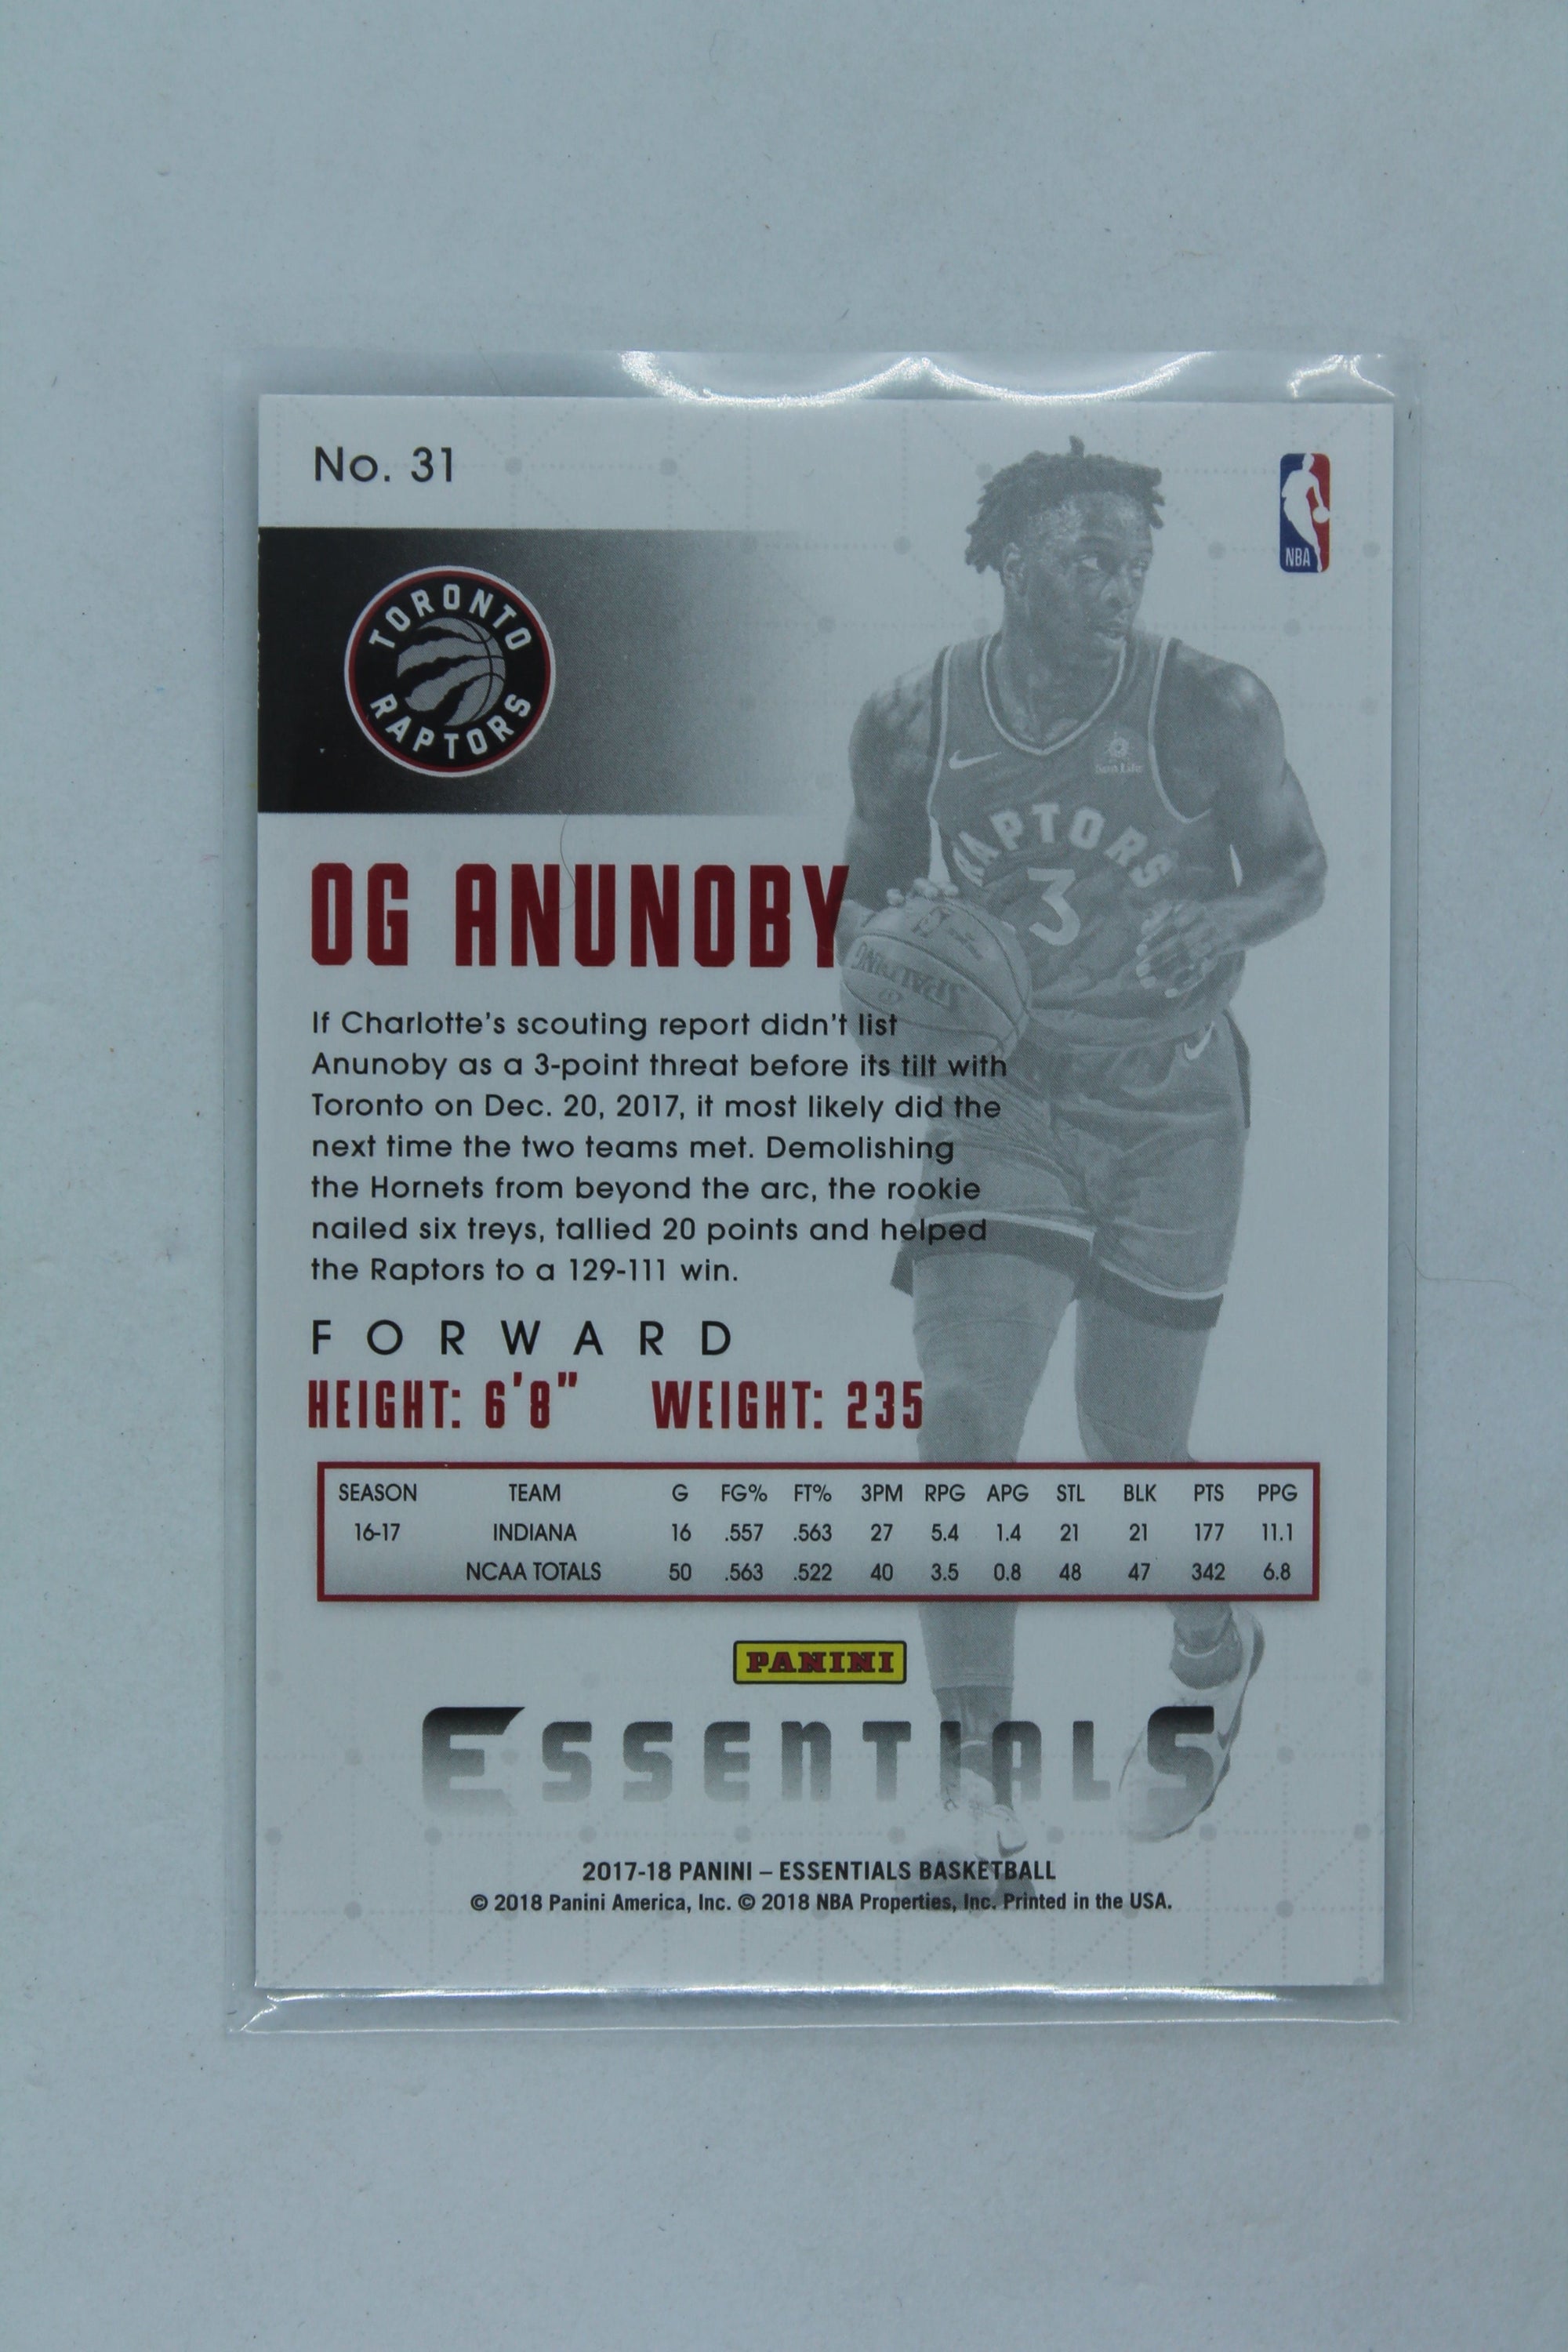 No. 31
NBA
TORONTO
RAPTORS
Sun Life
RAPTORS
3
SPALDING
OG ANUNOBY
If Charlotte's scouting report didn't list
Anunoby as a 3-point threat before its tilt with
Toronto on Dec. 20, 2017, it most likely did the
next time the two teams met. Demolishing
the Hornets from beyond the arc, the rookie
nailed six treys, tallied 20 points and helped
the Raptors to a 129-111 win.
FORWARD
HEIGHT: 6'8" WEIGHT: 235
SEASON TEAM G FG% FT% 3PM RPG APG STL BLK PTS PPG
16-17 INDIANA 16 .557 .563 27 5.4 1.4 21 21 177 11.1
NCAA TOTALS 50 .563 .522 40 3.5 0.8 48 47 342 6.8
PANINI
ESSENTIALS
2017-18 PANINI – ESSENTIALS BASKETBALL
© 2018 Panini America, Inc. © 2018 NBA Properties, Inc. Printed in the USA.